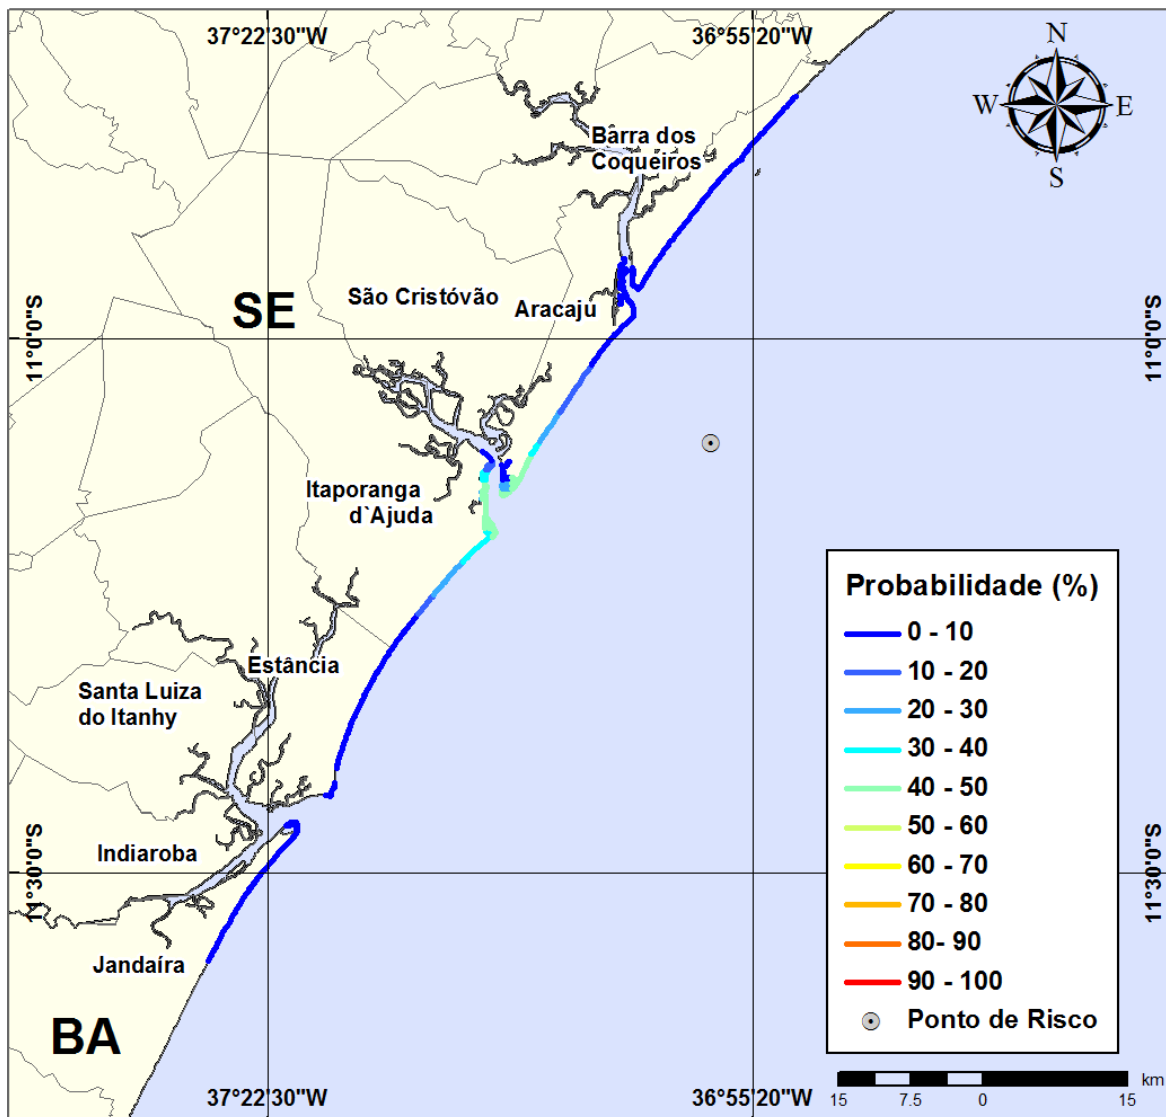 37°22'30"W
36°55'20"W
N
W
E
S
Barra dos
Coqueiros
SE
São Cristóvão
Aracaju
11°0'0"S
11°0'0"S
Itaporanga
d`Ajuda
Probabilidade (%)
0 - 10
10 - 20
20 - 30
30 - 40
40 - 50
50 - 60
60 - 70
70 - 80
80- 90
90 - 100
Ponto de Risco
Estância
Santa Luiza
do Itanhy
Indiaroba
11°30'0"S
11°30'0"S
Jandaíra
BA
37°22'30"W
36°55'20"W
km
15
7.5
0
15